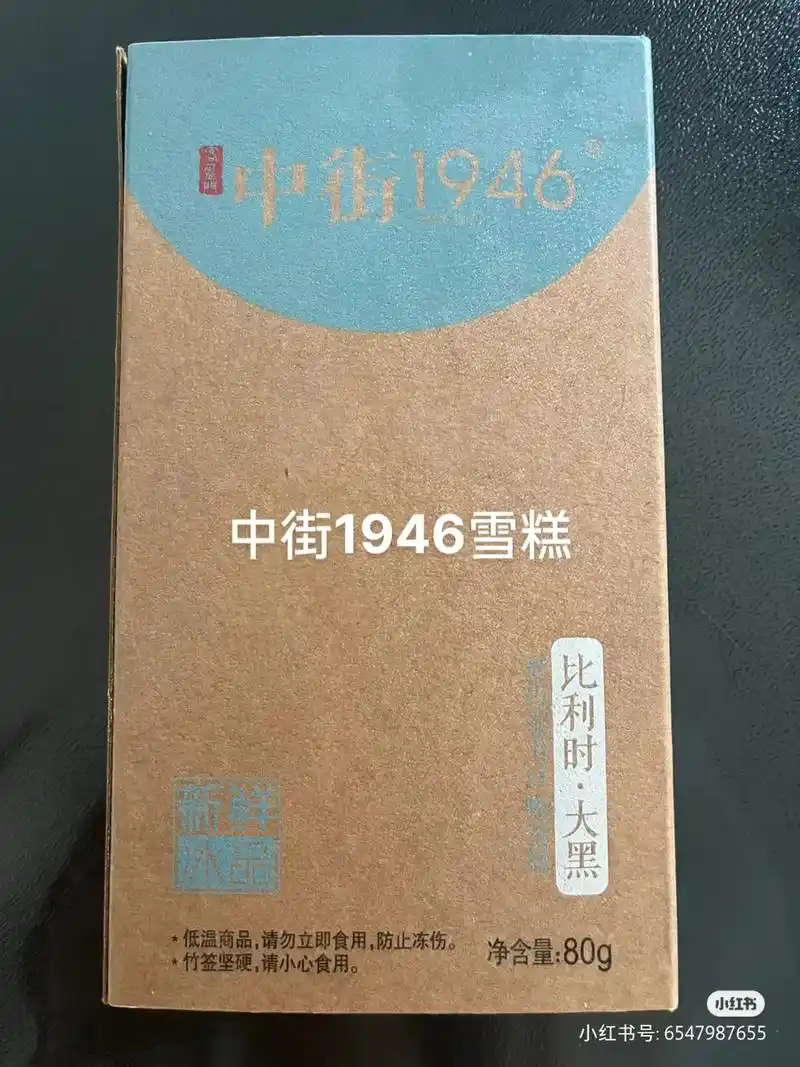 中街1946
中街1946雪糕
比利时·大黑
新鲜
冰品
*低温商品,请勿立即食用,防止冻伤。
*竹签坚硬,请小心食用。
净含量:80g
小红书
小红书号: 6547987655